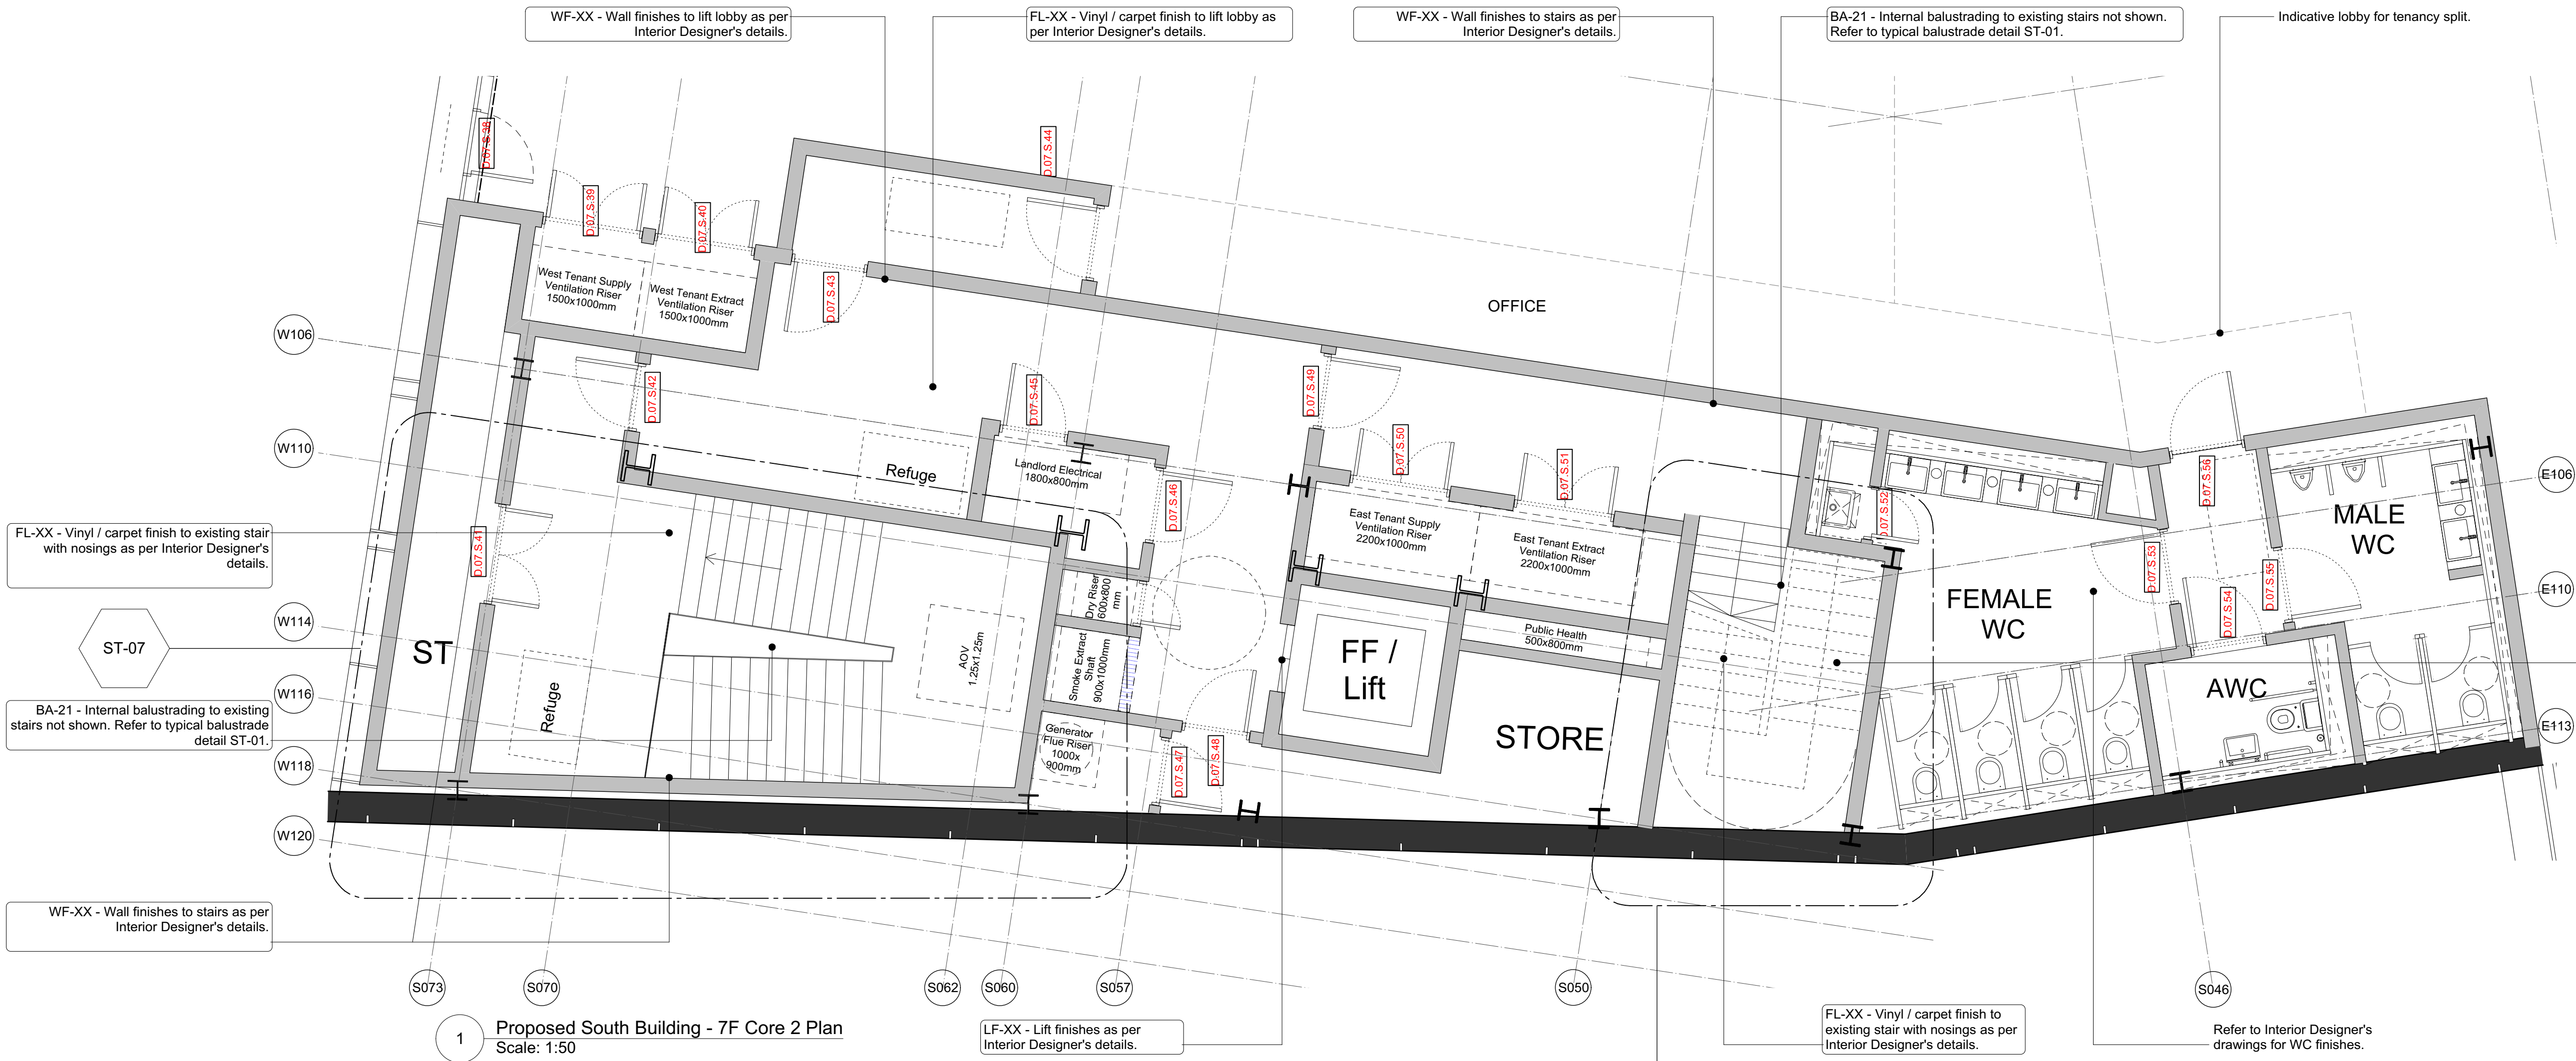 WF-XX - Wall finishes to lift lobby as per
Interior Designer's details.
FL-XX - Vinyl / carpet finish to lift lobby as
per Interior Designer's details.
WF-XX - Wall finishes to stairs as per
Interior Designer's details.
BA-21 - Internal balustrading to existing stairs not shown.
Refer to typical balustrade detail ST-01.
Indicative lobby for tenancy split.
D.07.S.38
D.07.S.39
D.07.S.40
D.07.S.43
D.07.S.44
West Tenant Supply
Ventilation Riser
1500x1000mm
West Tenant Extract
Ventilation Riser
1500x1000mm
OFFICE
W106
W110
W114
W116
W118
W120
D.07.S.42
D.07.S.45
D.07.S.49
D.07.S.50
D.07.S.51
D.07.S.46
D.07.S.52
D.07.S.56
D.07.S.53
D.07.S.54
D.07.S.55
D.07.S.41
D.07.S.47
D.07.S.48
Refuge
Landlord Electrical
1800x800mm
East Tenant Supply
Ventilation Riser
2200x1000mm
East Tenant Extract
Ventilation Riser
2200x1000mm
MALE
WC
E106
E110
E113
FL-XX - Vinyl / carpet finish to existing stair
with nosings as per Interior Designer's
details.
ST-07
ST
BA-21 - Internal balustrading to existing
stairs not shown. Refer to typical balustrade
detail ST-01.
Refuge
AOV
1.25x1.25m
Dry Riser
600x800
mm
Smoke Extract
Shaft
900x1000mm
Generator
Flue Riser
1000x
900mm
FF /
Lift
Public Health
500x800mm
STORE
FEMALE
WC
AWC
WF-XX - Wall finishes to stairs as per
Interior Designer's details.
S073
S070
S062
S060
S057
S050
S046
1
Proposed South Building - 7F Core 2 Plan
Scale: 1:50
LF-XX - Lift finishes as per
Interior Designer's details.
FL-XX - Vinyl / carpet finish to
existing stair with nosings as per
Interior Designer's details.
Refer to Interior Designer's
drawings for WC finishes.